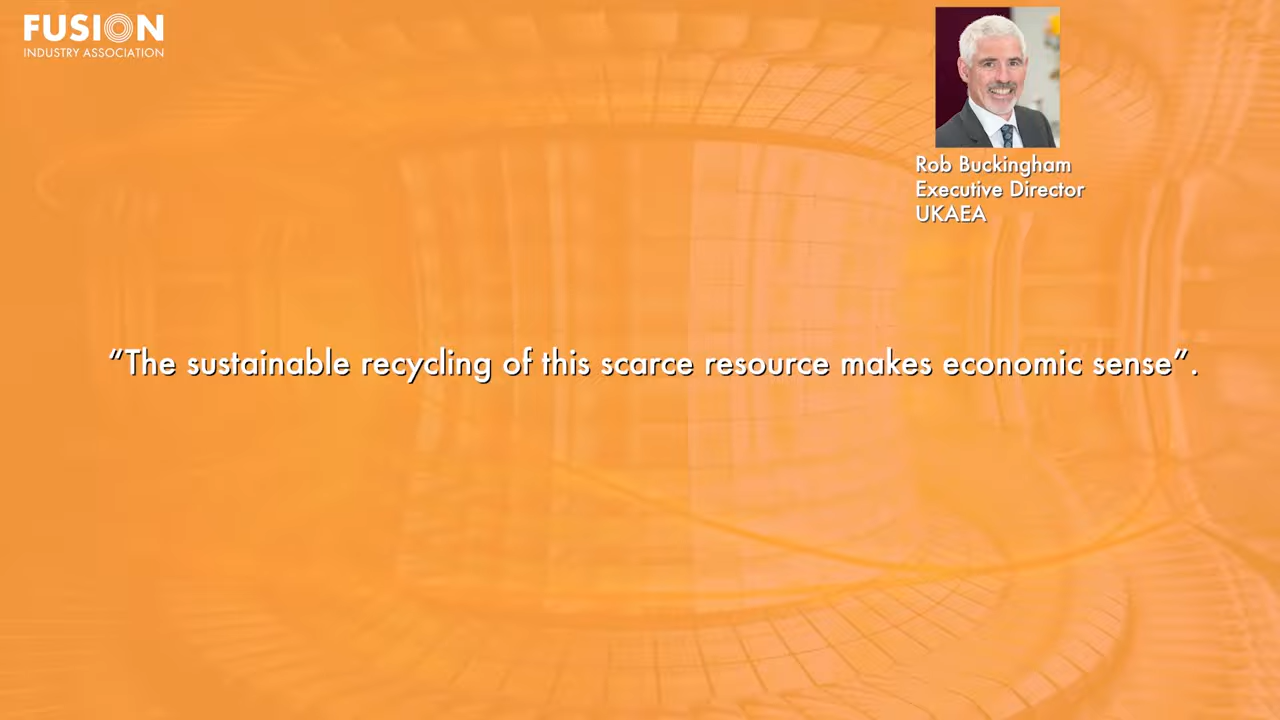 FUSION
INDUSTRY ASSOCIATION
Rob Buckingham
Executive Director
UKAEA
“The sustainable recycling of this scarce resource makes economic sense”.